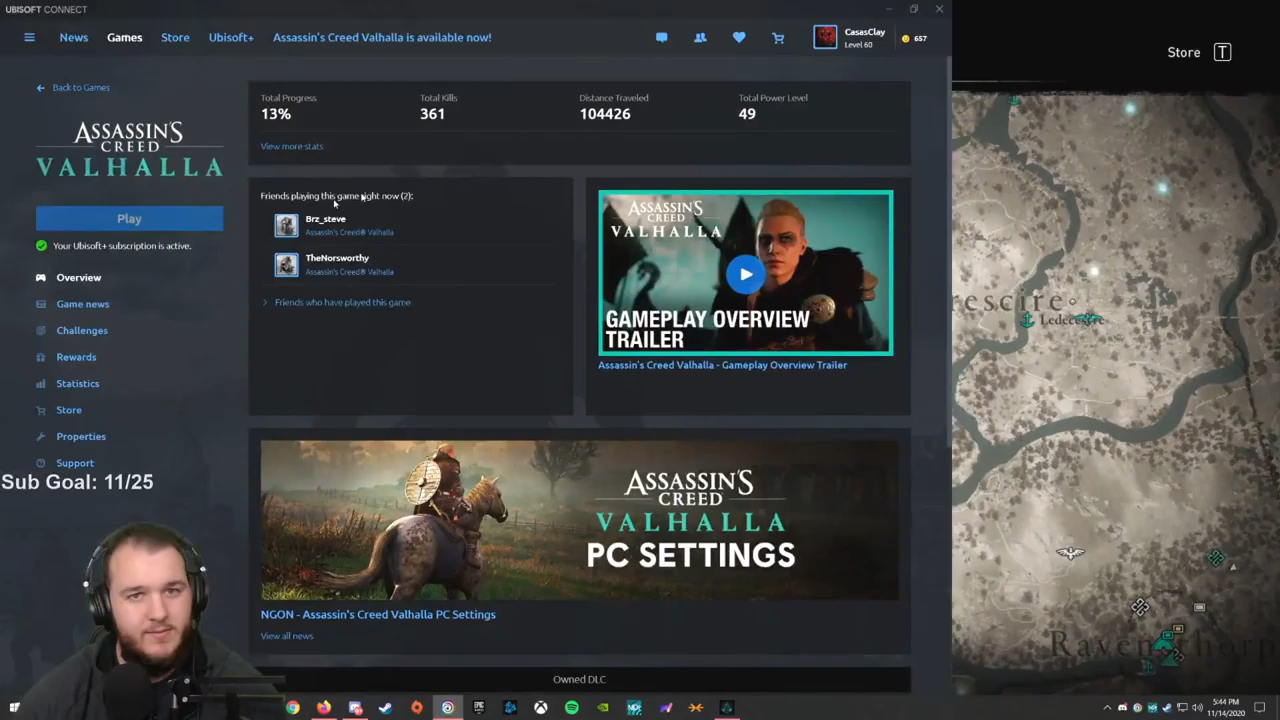 UBISOFT CONNECT
News
Games
Store
Ubisoft+
Assassin's Creed Valhalla is available now!
CasasClay
Level 60
657
Store T
Back to Games
ASSASSIN'S
CREED
VALHALLA
Play
Your Ubisoft+ subscription is active.
Overview
Game news
Challenges
Rewards
Statistics
Store
Properties
Support
Sub Goal: 11/25
Total Progress
13%
Total Kills
361
Distance Traveled
104426
Total Power Level
49
View more stats
Friends playing this game right now (2):
Brz_steve
Assassin's Creed® Valhalla
TheNorsworthy
Assassin's Creed® Valhalla
Friends who have played this game
ASSASSIN'S
CREED
VALHALLA
GAMEPLAY OVERVIEW
TRAILER
Assassin's Creed Valhalla - Gameplay Overview Trailer
ASSASSIN'S
CREED
VALHALLA
PC SETTINGS
NGON - Assassin's Creed Valhalla PC Settings
View all news
Owned DLC
rescire
Ledecestre
Ravensthorp
EPIC
GAMES
5:44 PM
11/14/2020